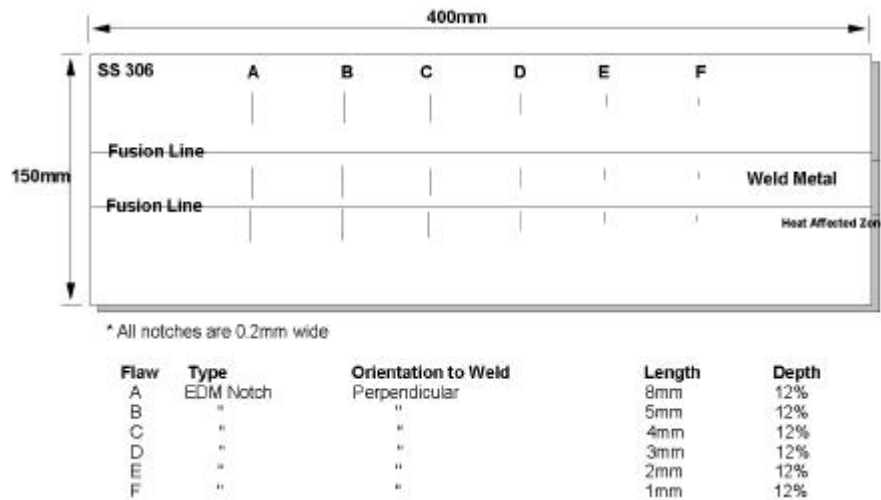 400mm
SS 306 A B C D E F
Fusion Line
150mm
Weld Metal
Fusion Line
Heat Affected Zon
* All notches are 0.2mm wide
Flaw Type Orientation to Weld Length Depth
A EDM Notch Perpendicular 8mm 12%
B " " 5mm 12%
C " " 4mm 12%
D " " 3mm 12%
E " " 2mm 12%
F " " 1mm 12%